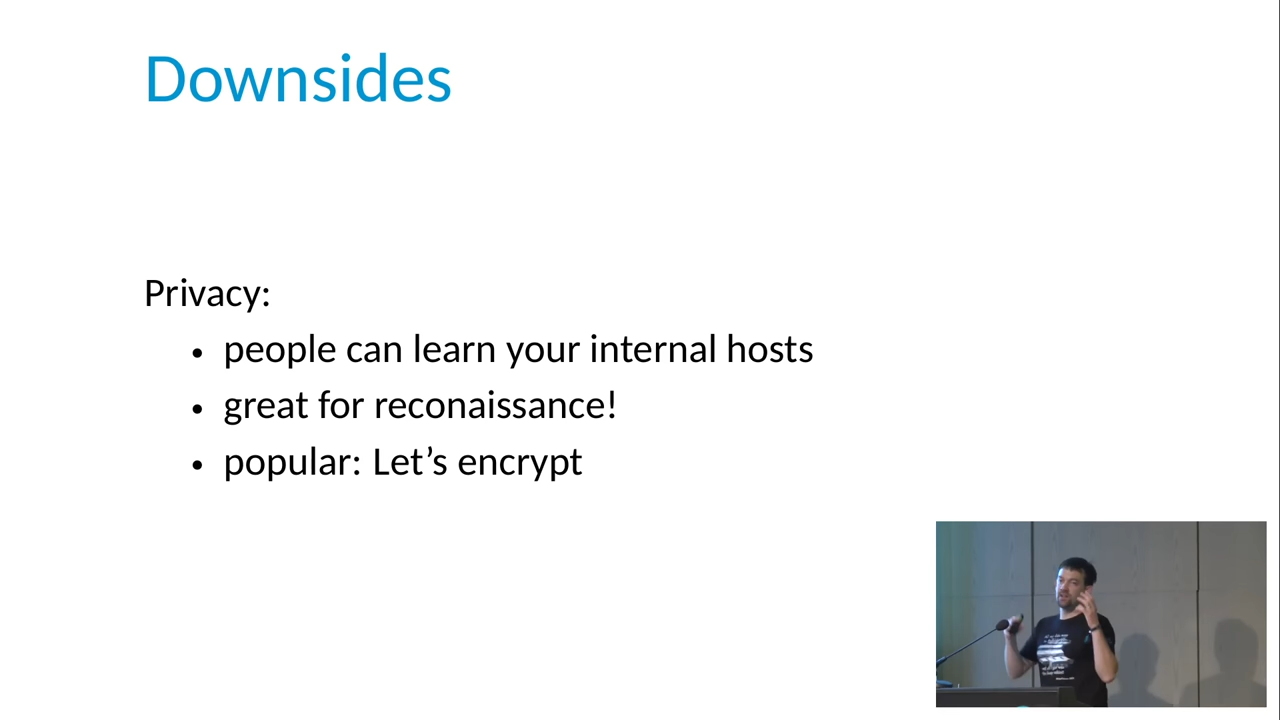 Downsides
Privacy:
• people can learn your internal hosts
• great for reconaissance!
• popular: Let’s encrypt